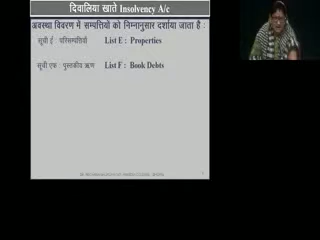 दिवालिया खाते Insolvency A/c
अवस्था विवरण में सम्पत्तियों को निम्नानुसार दर्शाया जाता है :
सूची ई : परिसम्पत्तियाँ List E : Properties
सूची एफ : पुस्तकीय ऋण List F : Book Debts